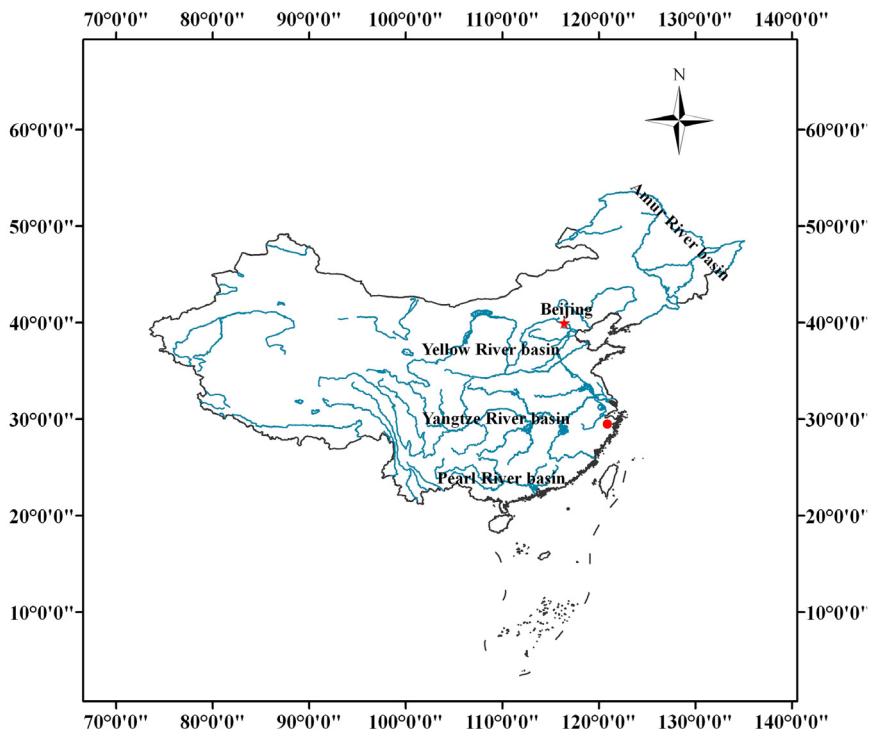 70°0'0" 80°0'0" 90°0'0" 100°0'0" 110°0'0" 120°0'0" 130°0'0" 140°0'0"
N
60°0'0" 60°0'0"
Amur River basin
50°0'0" 50°0'0"
Beijing
40°0'0" 40°0'0"
Yellow River basin
30°0'0" Yangtze River basin 30°0'0"
Pearl River basin
20°0'0" 20°0'0"
10°0'0" 10°0'0"
70°0'0" 80°0'0" 90°0'0" 100°0'0" 110°0'0" 120°0'0" 130°0'0" 140°0'0"